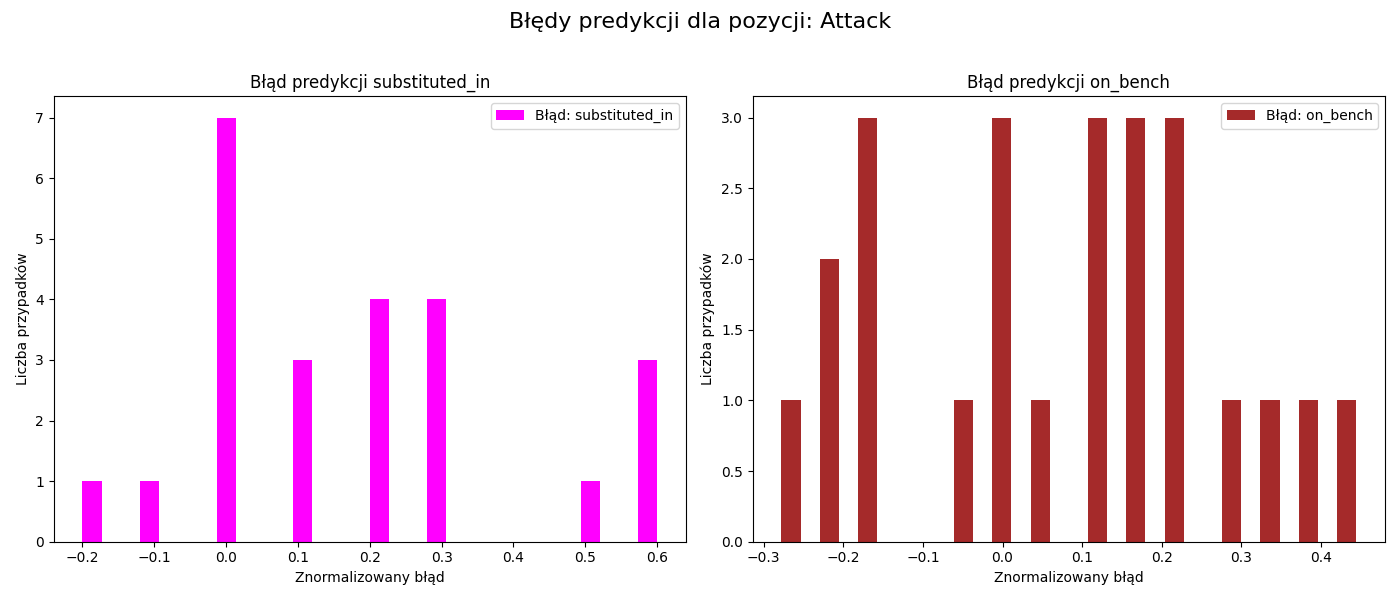 Błędy predykcji dla pozycji: Attack
Błąd predykcji substituted_in
Błąd: substituted_in
Liczba przypadków
7
6
5
4
3
2
1
0
−0.2 −0.1 0.0 0.1 0.2 0.3 0.4 0.5 0.6
Znormalizowany błąd
Błąd predykcji on_bench
Błąd: on_bench
Liczba przypadków
3.0
2.5
2.0
1.5
1.0
0.5
0.0
−0.3 −0.2 −0.1 0.0 0.1 0.2 0.3 0.4
Znormalizowany błąd